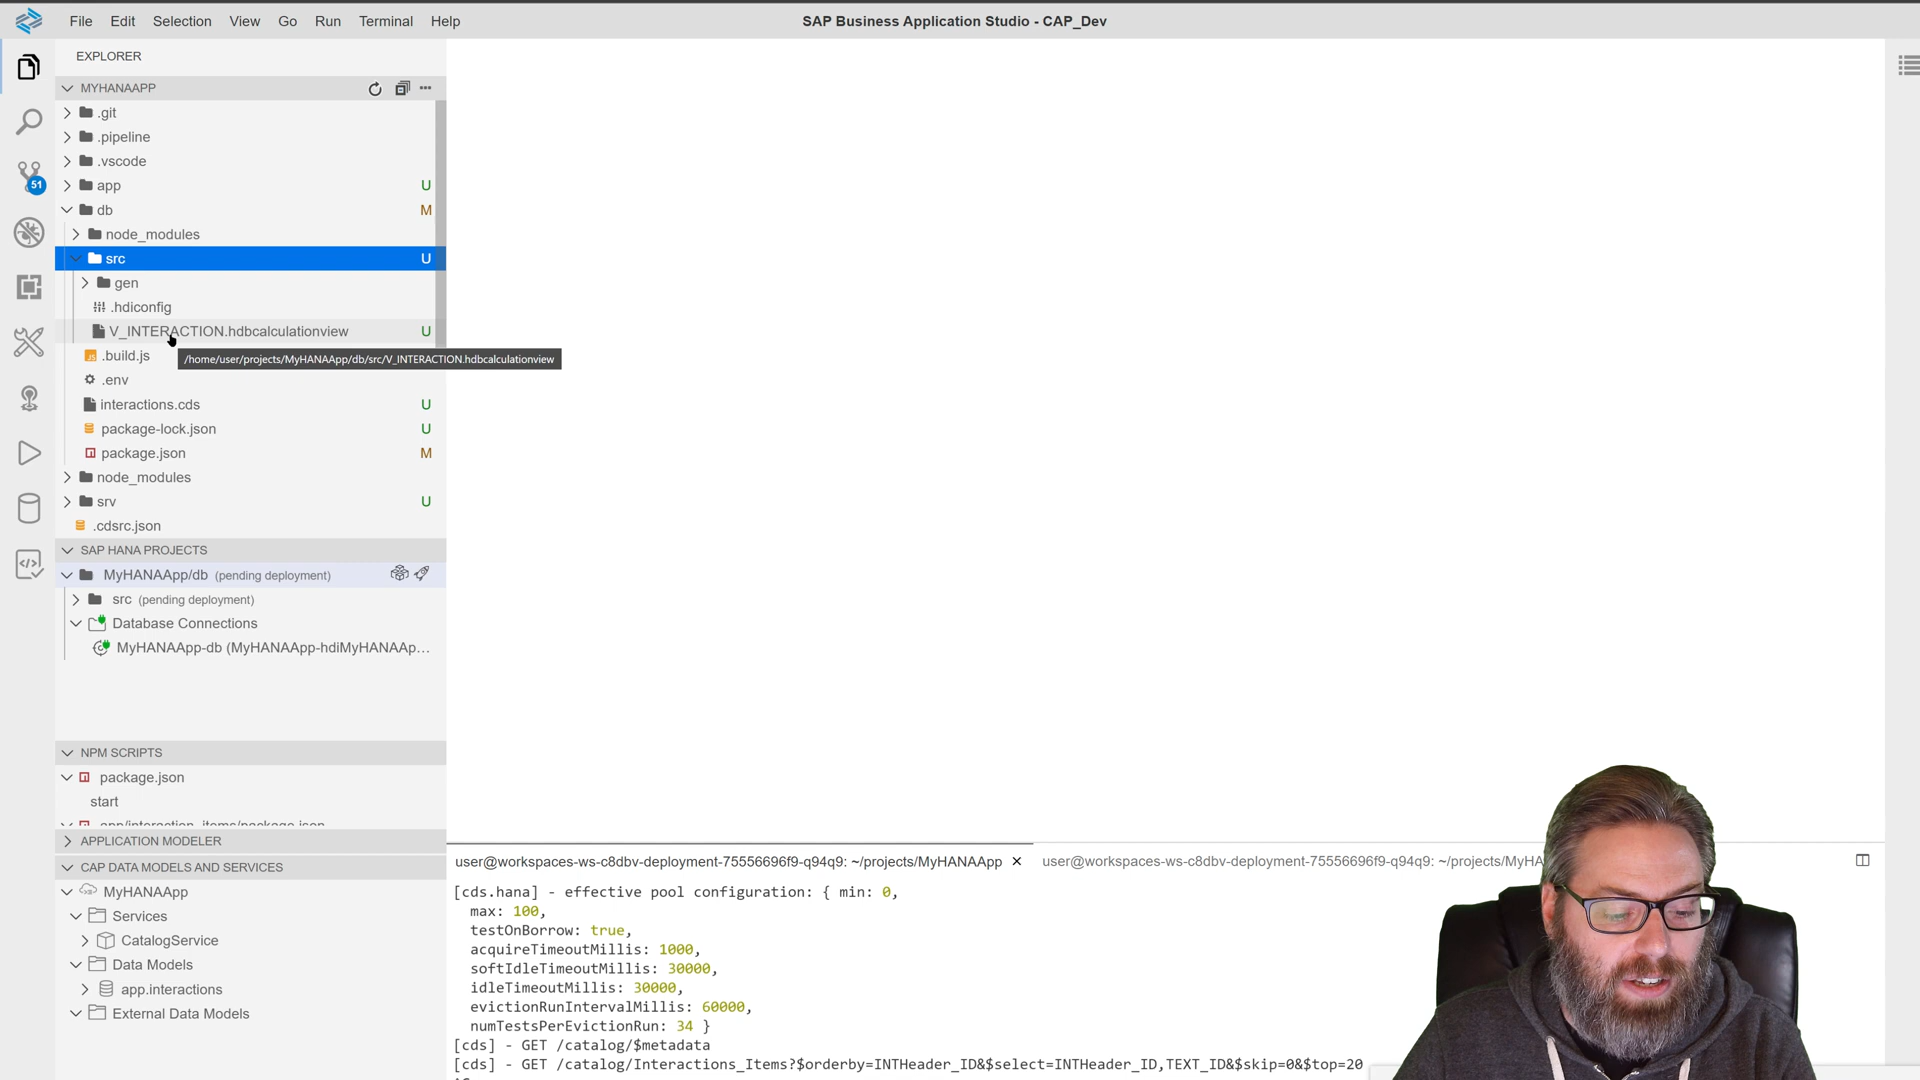 File Edit Selection View Go Run Terminal Help
SAP Business Application Studio - CAP_Dev
EXPLORER
MYHANAAPP
.git
.pipeline
.vscode
app U
db M
node_modules
src U
gen
.hdiconfig
V_INTERACTION.hdbcalculationview U
/home/user/projects/MyHANAApp/db/src/V_INTERACTION.hdbcalculationview
.build.js
.env
interactions.cds U
package-lock.json U
package.json M
node_modules
srv U
.cdsrc.json
51
SAP HANA PROJECTS
MyHANAApp/db (pending deployment)
src (pending deployment)
Database Connections
MyHANAApp-db (MyHANAApp-hdiMyHANAAp...
NPM SCRIPTS
package.json
start
app/interaction_items/package.json
APPLICATION MODELER
CAP DATA MODELS AND SERVICES
MyHANAApp
Services
CatalogService
Data Models
app.interactions
External Data Models
user@workspaces-ws-c8dbv-deployment-75556696f9-q94q9: ~/projects/MyHANAApp × user@workspaces-ws-c8dbv-deployment-75556696f9-q94q9: ~/projects/MyHA
[cds.hana] - effective pool configuration: { min: 0,
max: 100,
testOnBorrow: true,
acquireTimeoutMillis: 1000,
softIdleTimeoutMillis: 30000,
idleTimeoutMillis: 30000,
evictionRunIntervalMillis: 60000,
numTestsPerEvictionRun: 34 }
[cds] - GET /catalog/$metadata
[cds] - GET /catalog/Interactions_Items?$orderby=INTHeader_ID&$select=INTHeader_ID,TEXT_ID&$skip=0&$top=20